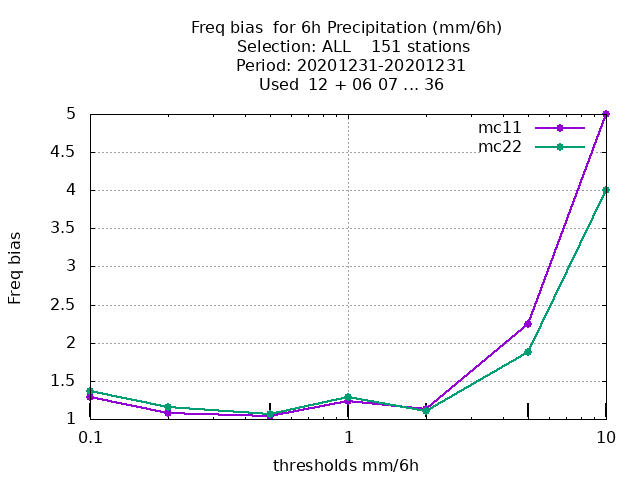 Freq bias  for 6h Precipitation (mm/6h)
Selection: ALL    151 stations
Period: 20201231-20201231
Used  12 + 06 07 ... 36
mc11
mc22
5
4.5
4
3.5
3
2.5
2
1.5
1
Freq bias
0.1
1
10
thresholds mm/6h